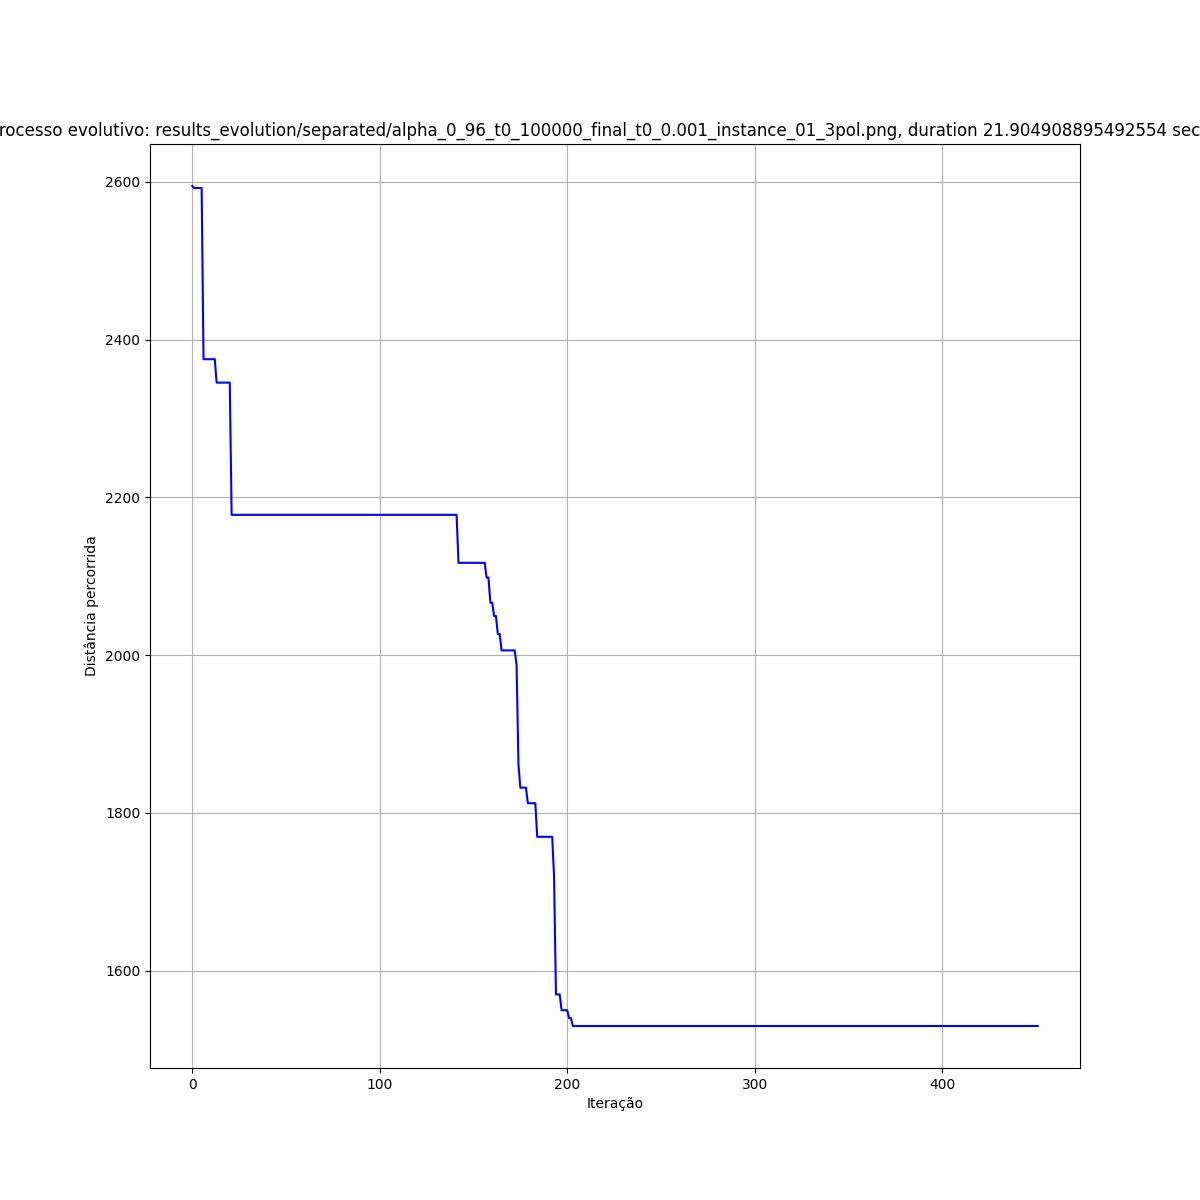 rocesso evolutivo: results_evolution/separated/alpha_0_96_t0_100000_final_t0_0.001_instance_01_3pol.png, duration 21.904908895492554 sec
2600
2400
2200
2000
1800
1600
Distância percorrida
0 100 200 300 400
Iteração